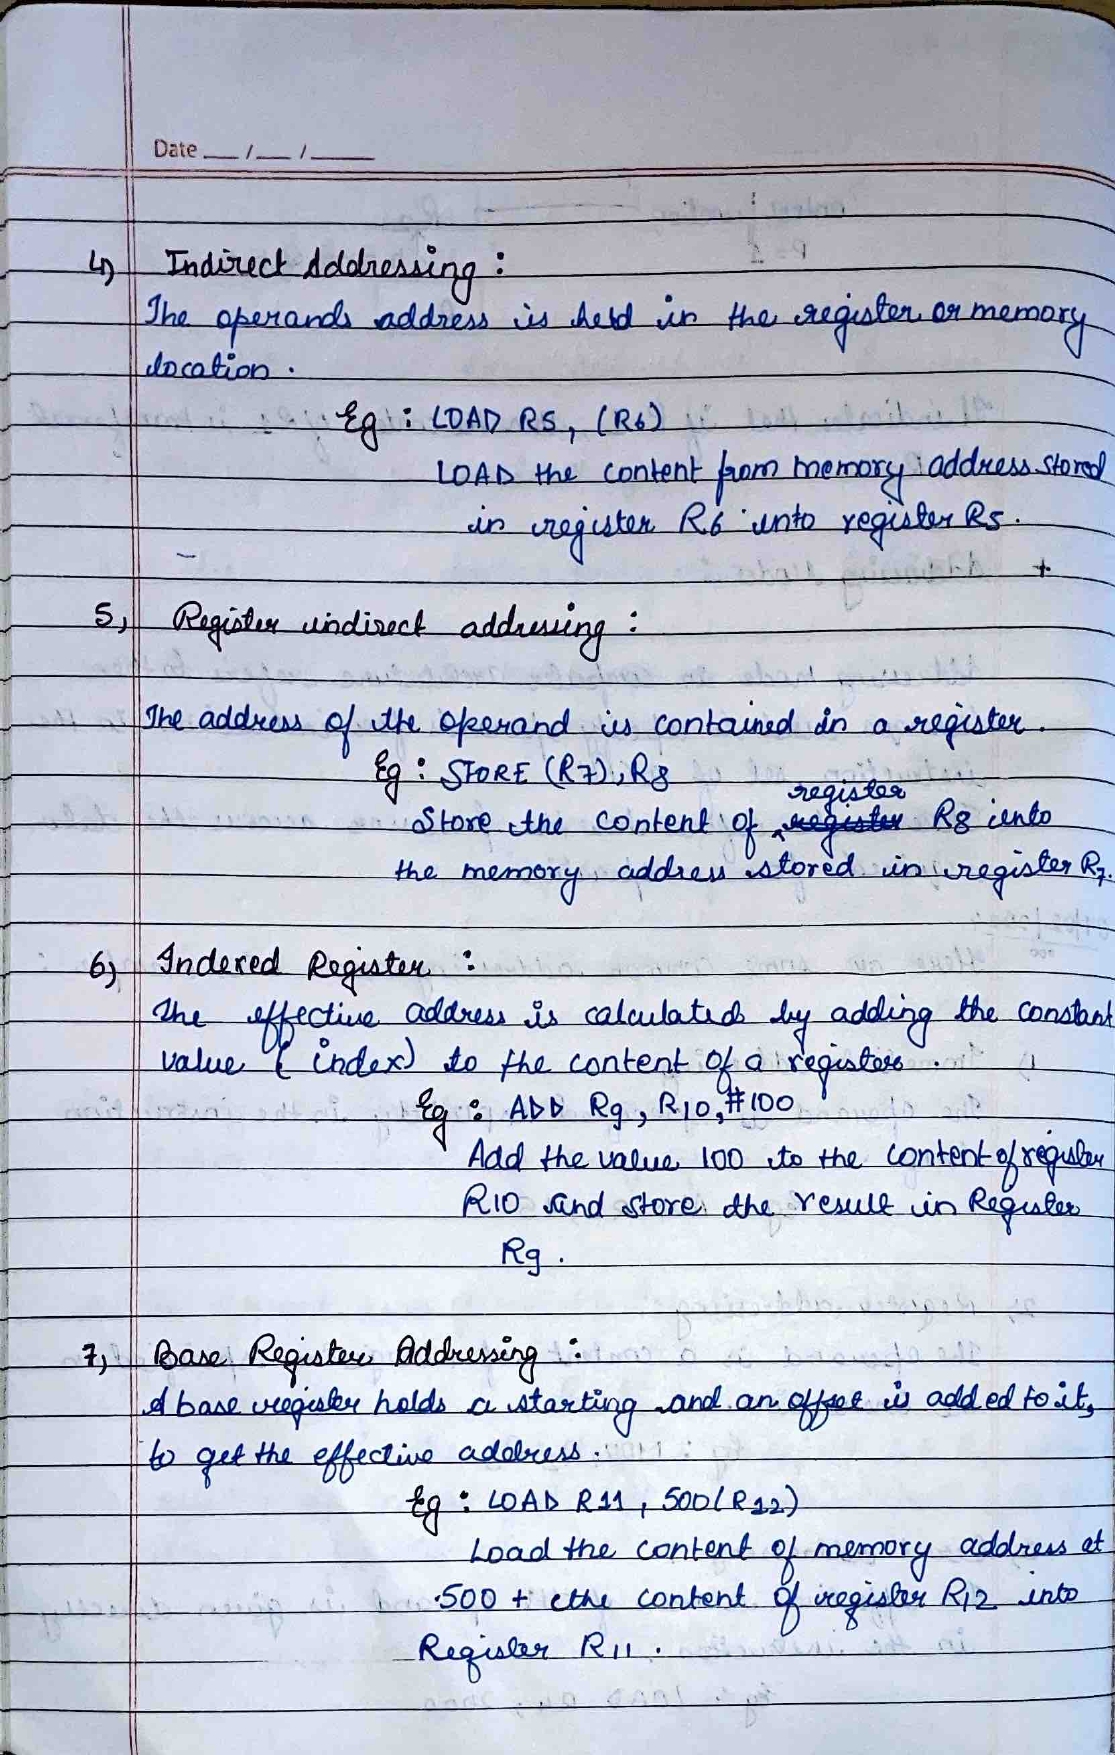 Date __ /__ /____
4) Indirect Addressing :
The operands address is held in the register or memory
location .
Eg : LOAD R5, (R6)
LOAD the content from memory address stored
in register R6 into register R5.
5, Register indirect addressing :
The address of the operand is contained in a register .
Eg : STORE (R7), R8
register
Store the content of register R8 into
the memory address stored in register R7.
6) Indexed Register :
The effective address is calculated by adding the constant
value ( index) to the content of a register .
Eg : ADD R9, R10, #100
Add the value 100 to the content of register
R10 and store the result in Register
R9 .
7, Base Register Addressing :
A base register holds a starting and an offset is added to it,
to get the effective address .
Eg : LOAD R11, 500(R12)
Load the content of memory address at
500 + the content of register R12 into
Register R11 .